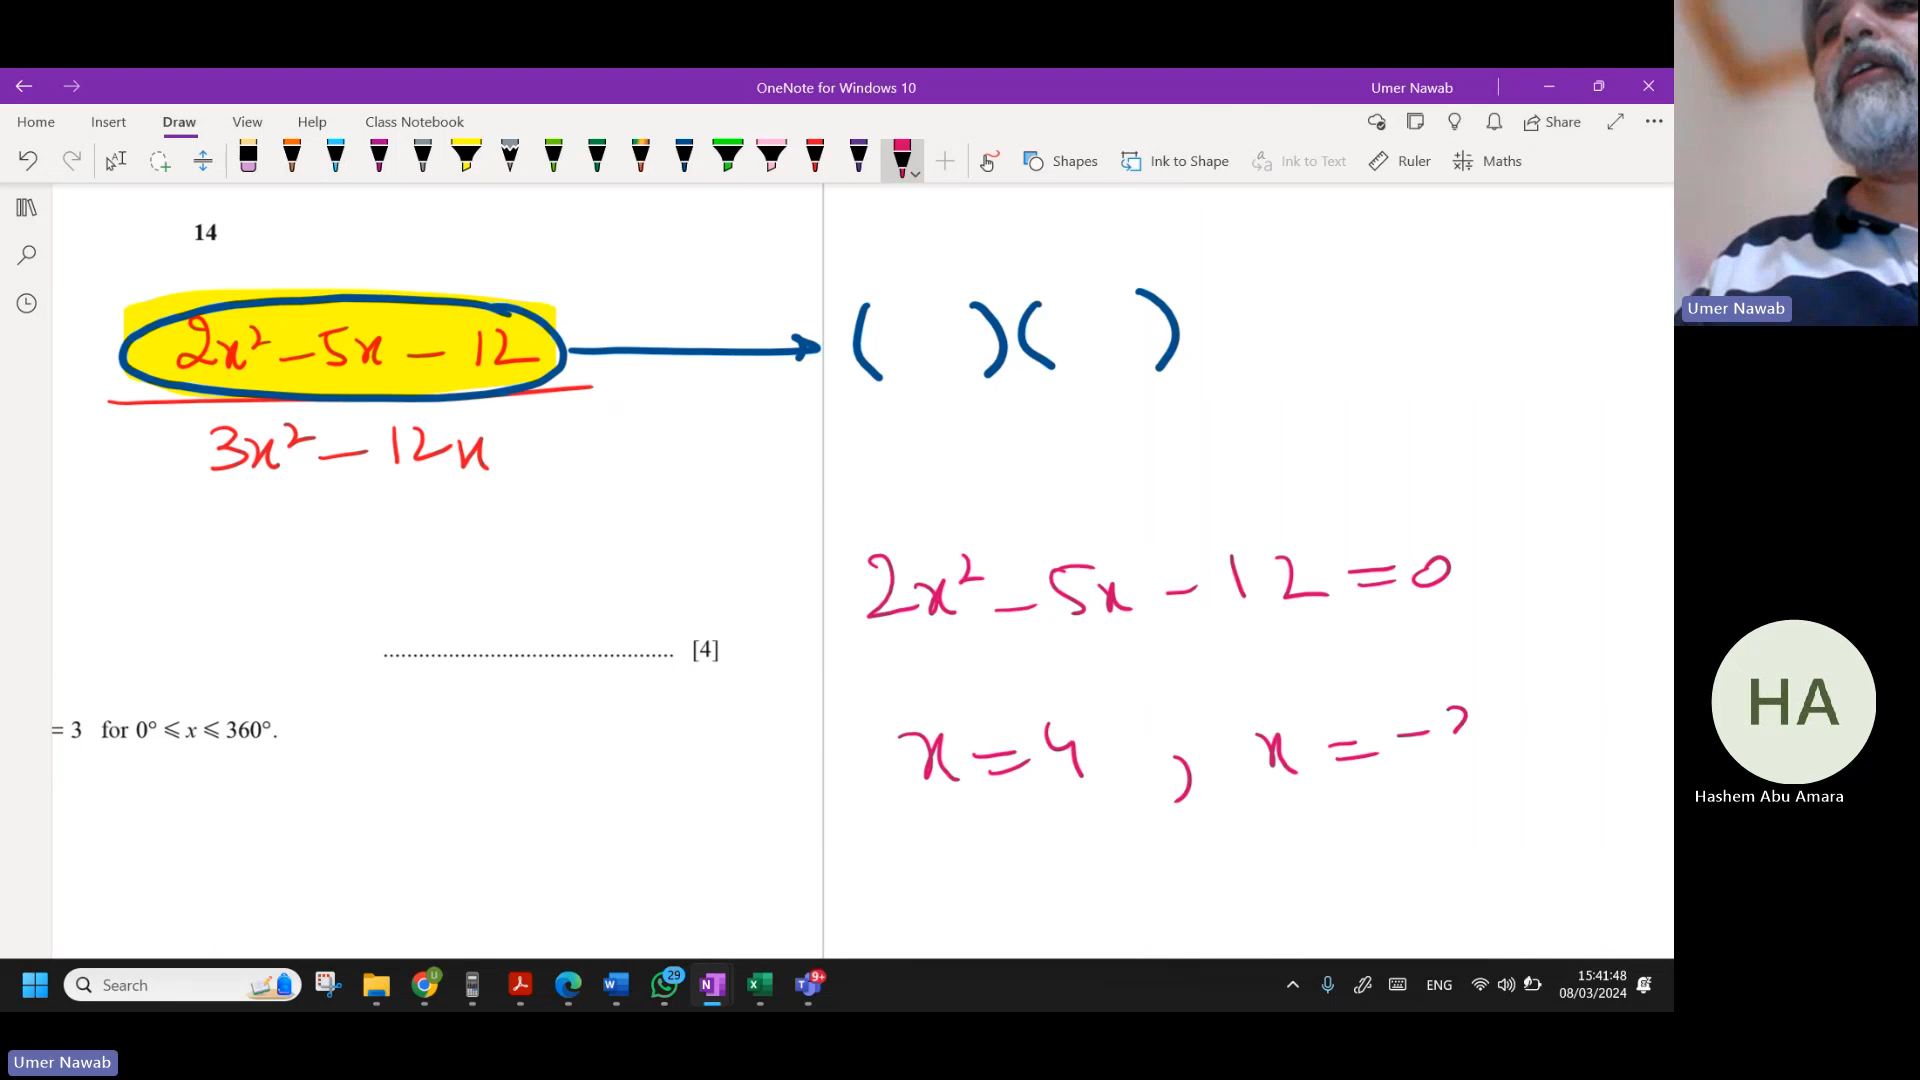 OneNote for Windows 10
Umer Nawab
Home Insert Draw View Help Class Notebook
Share
Shapes Ink to Shape Ink to Text Ruler Maths
14
2x² - 5x - 12
3x² - 12x
( )( )
2x² - 5x - 12 = 0
.................................................. [4]
= 3 for 0° ⩽ x ⩽ 360°.
x = 4 , x = -
Umer Nawab
HA
Hashem Abu Amara
Search
29
9+
ENG
15:41:48
08/03/2024
Umer Nawab